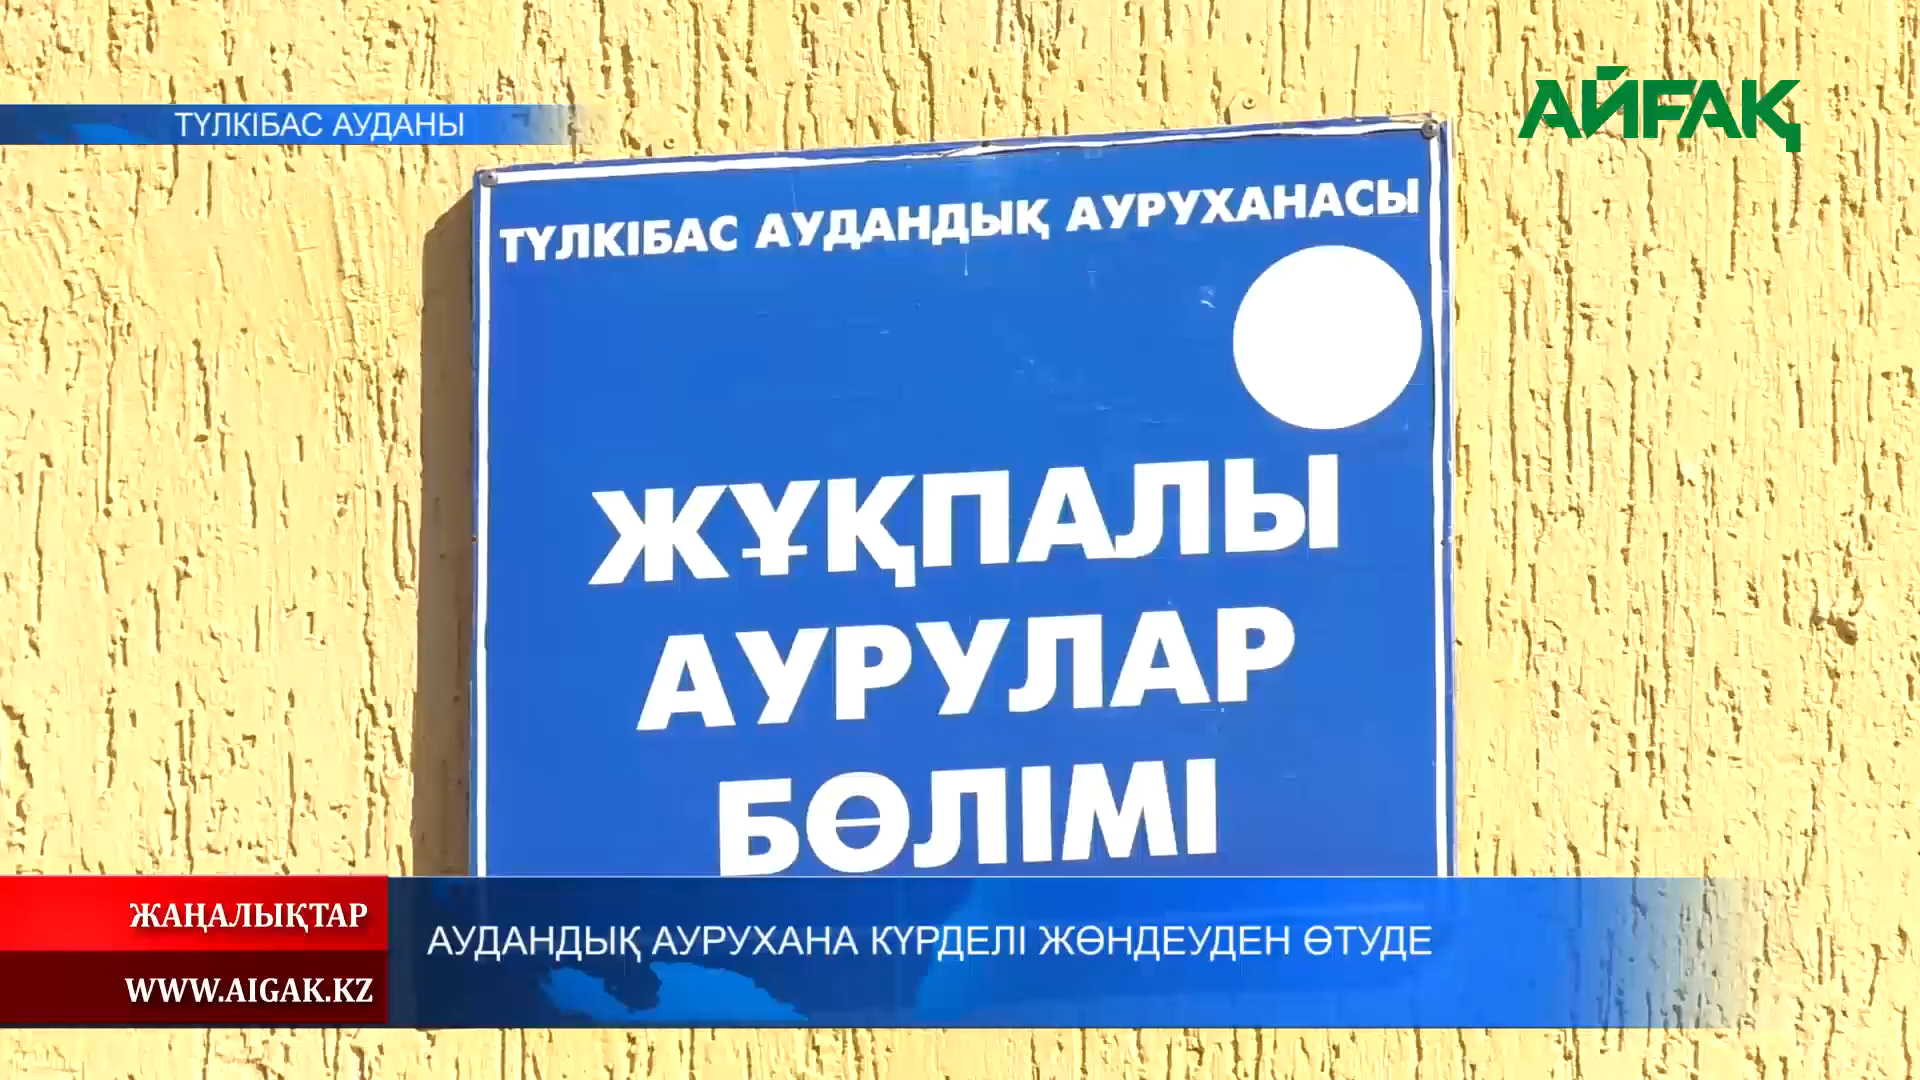 АЙҒАҚ
ТҮЛКІБАС АУДАНЫ
ТҮЛКІБАС АУДАНДЫҚ АУРУХАНАСЫ
ЖҰҚПАЛЫ
АУРУЛАР
БӨЛІМІ
ЖАҢАЛЫҚТАР
АУДАНДЫҚ АУРУХАНА КҮРДЕЛІ ЖӨНДЕУДЕН ӨТУДЕ
WWW.AIGAK.KZ